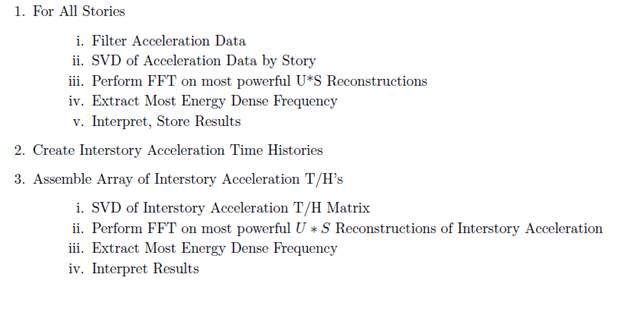 1. For All Stories
i. Filter Acceleration Data
ii. SVD of Acceleration Data by Story
iii. Perform FFT on most powerful U*S Reconstructions
iv. Extract Most Energy Dense Frequency
v. Interpret, Store Results
2. Create Interstory Acceleration Time Histories
3. Assemble Array of Interstory Acceleration T/H's
i. SVD of Interstory Acceleration T/H Matrix
ii. Perform FFT on most powerful U * S Reconstructions of Interstory Acceleration
iii. Extract Most Energy Dense Frequency
iv. Interpret Results